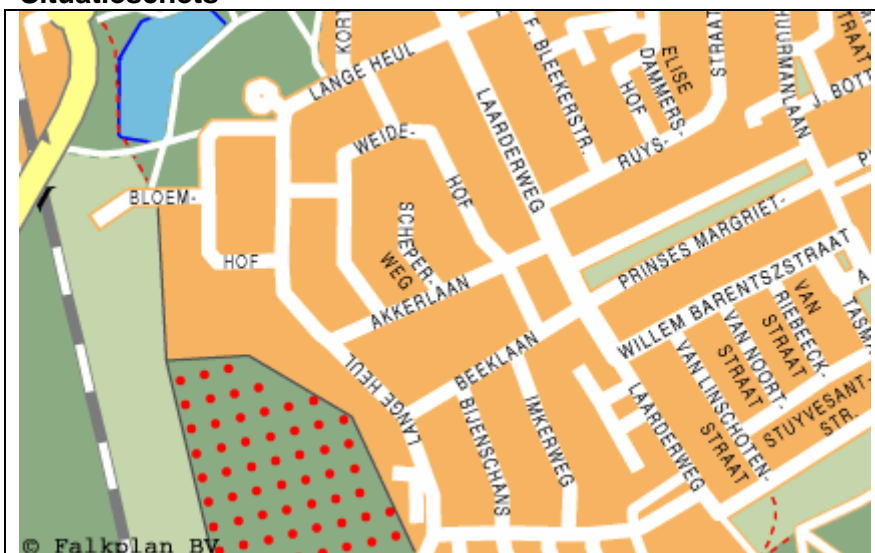 Situatieschets
KORT
LANGE HEUL
LAARDERWEG
F. BLEEKERSTR.
ELISE
DAMMERS-
HOF
STRAAT
HUURMANLAAN
STRAAT
J. BOTT
RUYS-
WEIDE-
HOF
BLOEM-
HOF
SCHEPER-
WEG
AKKERLAAN
PRINSES MARGRIET-
WILLEM BARENTSZSTRAAT
VAN
RIEBEECK-
STRAAT
VAN NOORT-
STRAAT
VAN LINSCHOTEN-
STRAAT
TASMA
A
STUYVESANT-
STR.
LANGE HEUL
BEEKLAAN
BIJENSCHANS
IMKERWEG
LAARDERWEG
© Falkplan BV